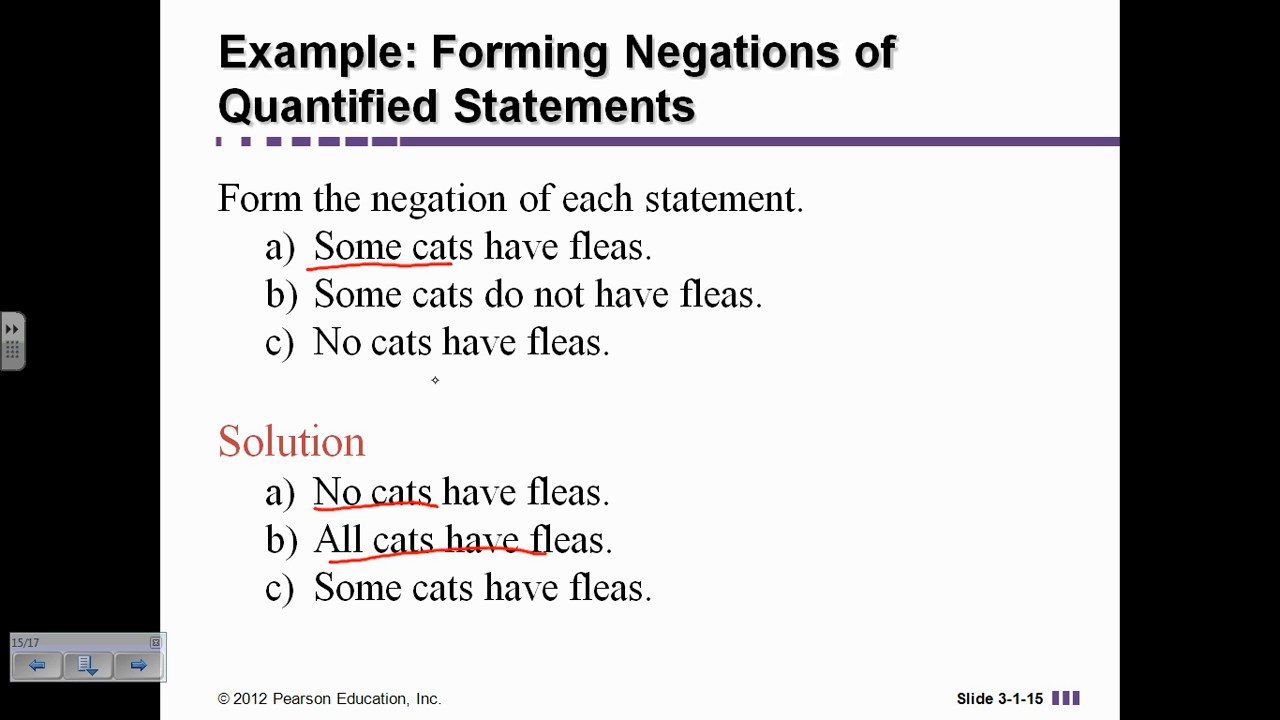 Example: Forming Negations of
Quantified Statements
Form the negation of each statement.
a) Some cats have fleas.
b) Some cats do not have fleas.
c) No cats have fleas.
Solution
a) No cats have fleas.
b) All cats have fleas.
c) Some cats have fleas.
15/17
© 2012 Pearson Education, Inc.
Slide 3-1-15